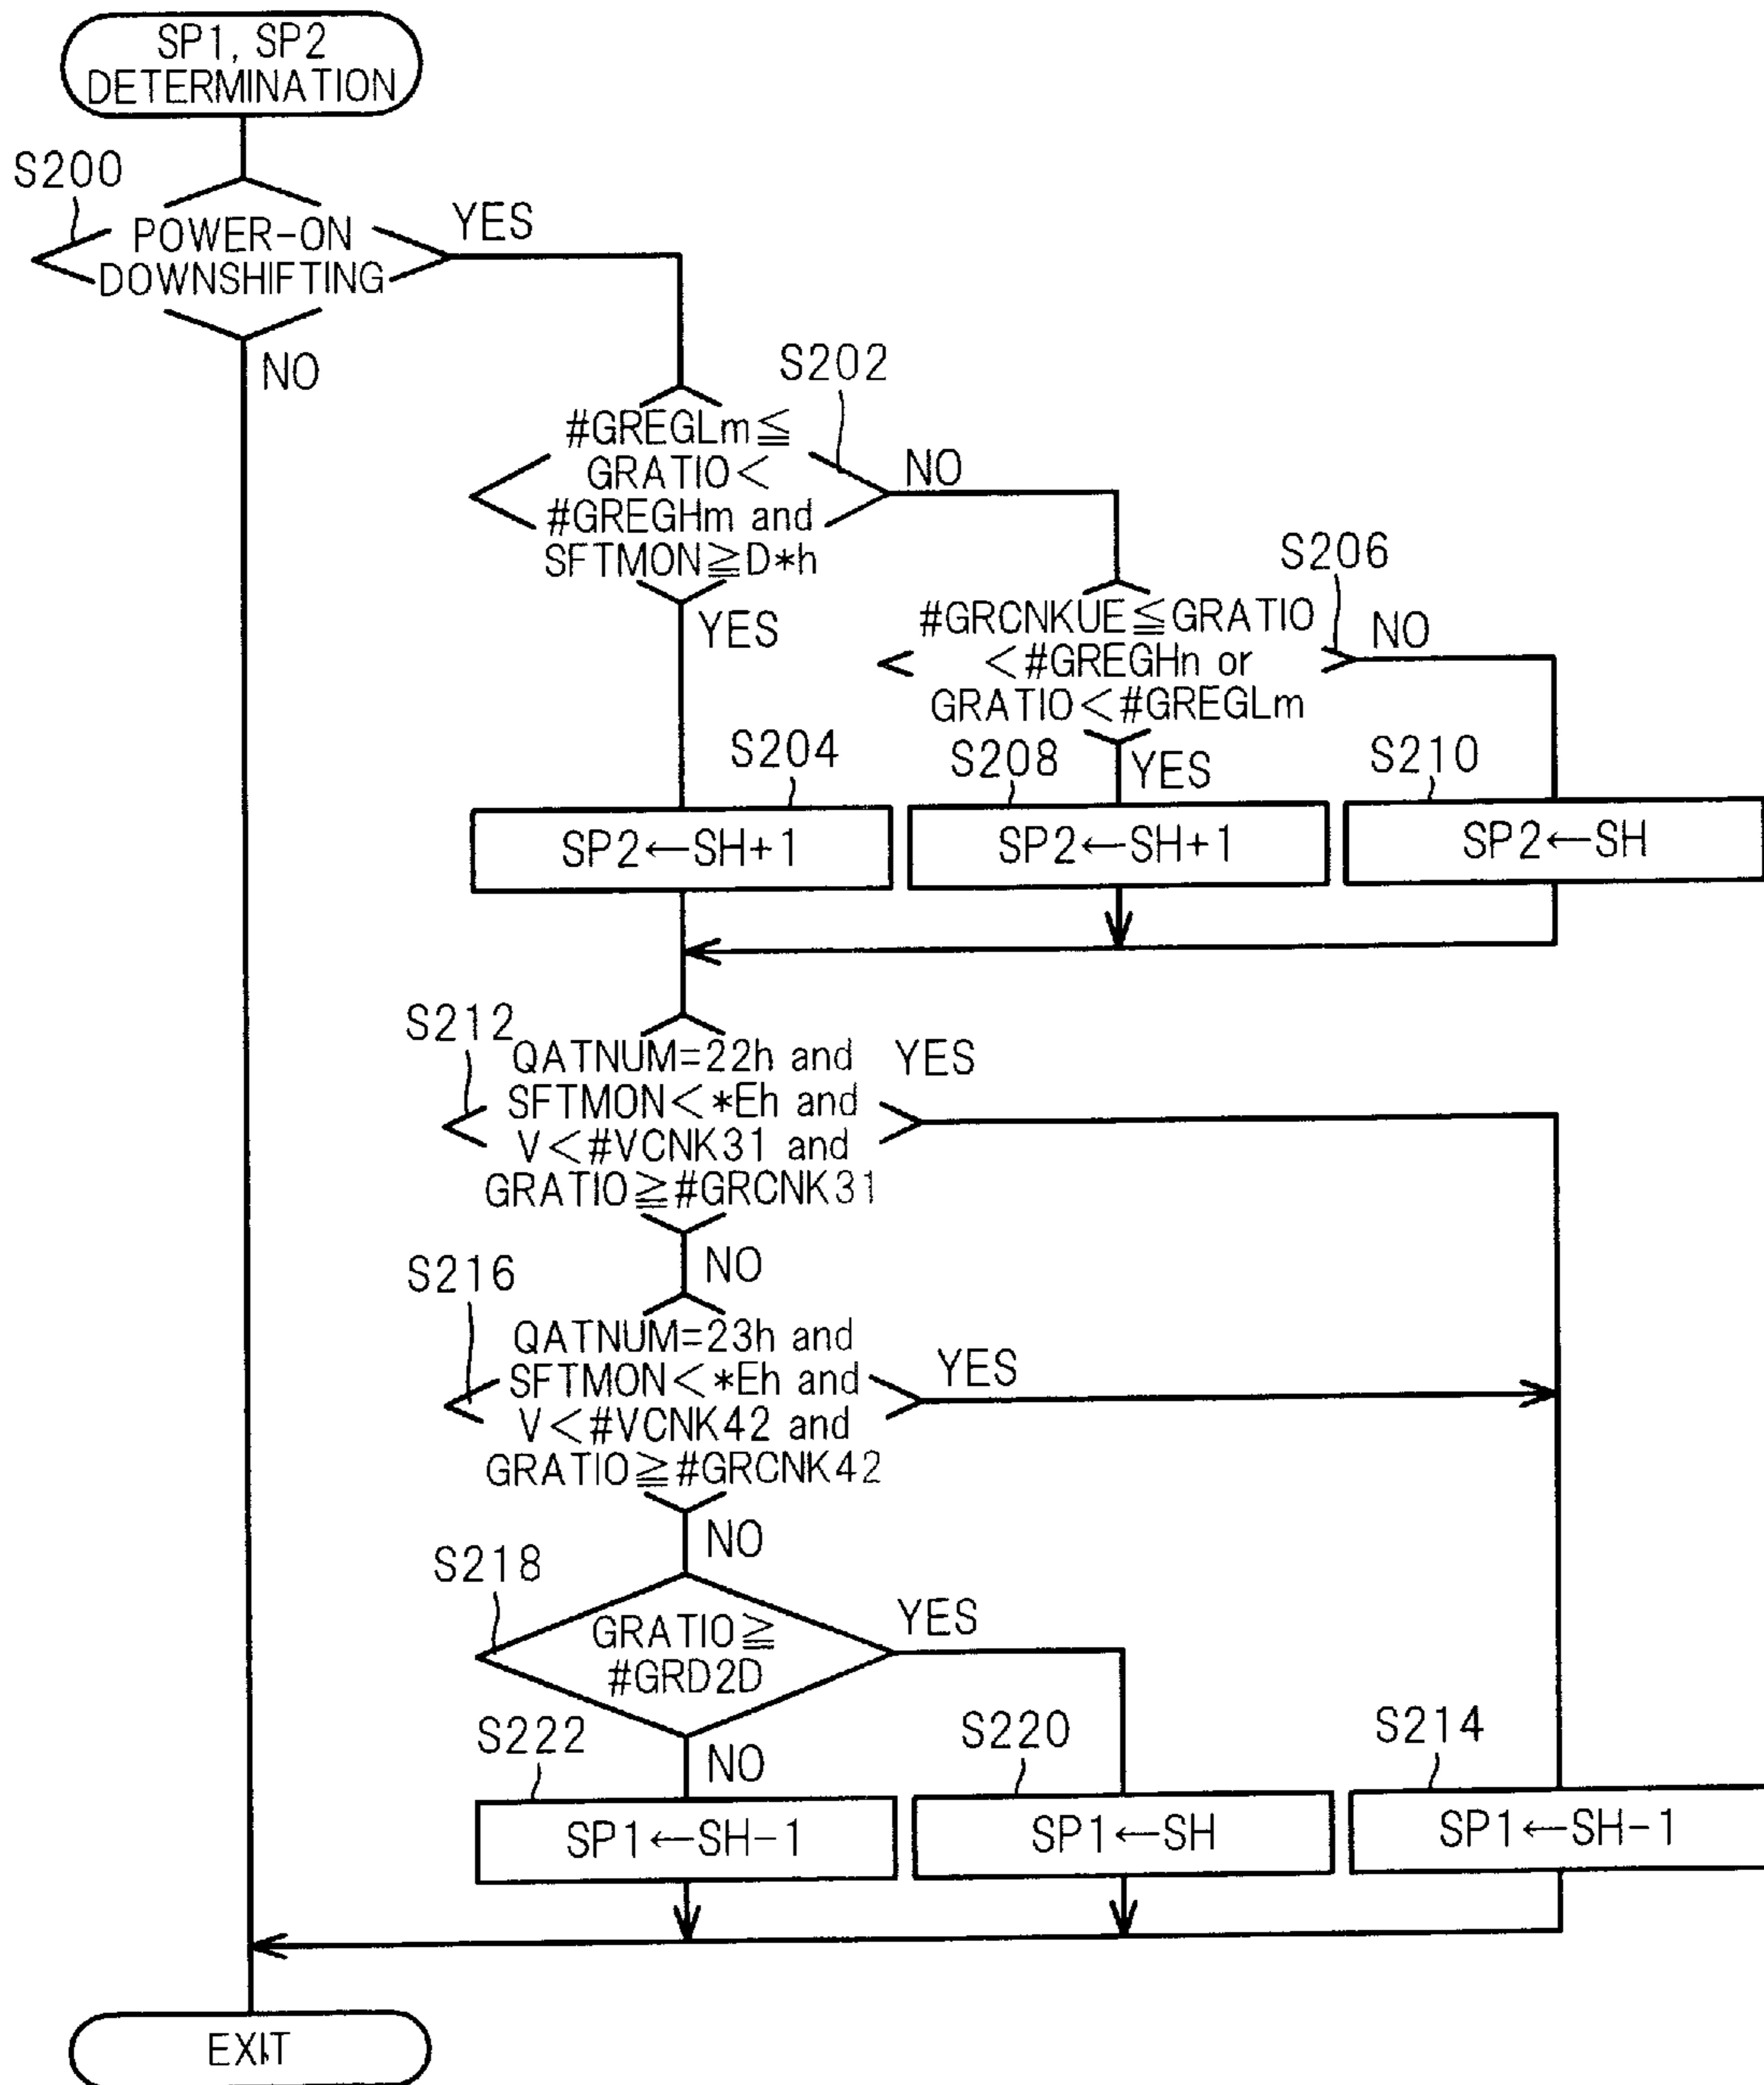 SP1, SP2
DETERMINATION
S200
POWER-ON
DOWNSHIFTING
YES
NO
S202
#GREGLm≦
GRATIO<
#GREGHm and
SFTMON≧D*h
NO
YES
S206
#GRCNKUE≦GRATIO
<#GREGHn or
GRATIO<#GREGLm
NO
YES
S204
SP2←SH+1
S208
SP2←SH+1
S210
SP2←SH
S212
QATNUM=22h and
SFTMON<*Eh and
V<#VCNK31 and
GRATIO≧#GRCNK31
YES
NO
S216
QATNUM=23h and
SFTMON<*Eh and
V<#VCNK42 and
GRATIO≧#GRCNK42
YES
NO
S218
GRATIO≧
#GRD2D
YES
NO
S222
SP1←SH-1
S220
SP1←SH
S214
SP1←SH-1
EXIT